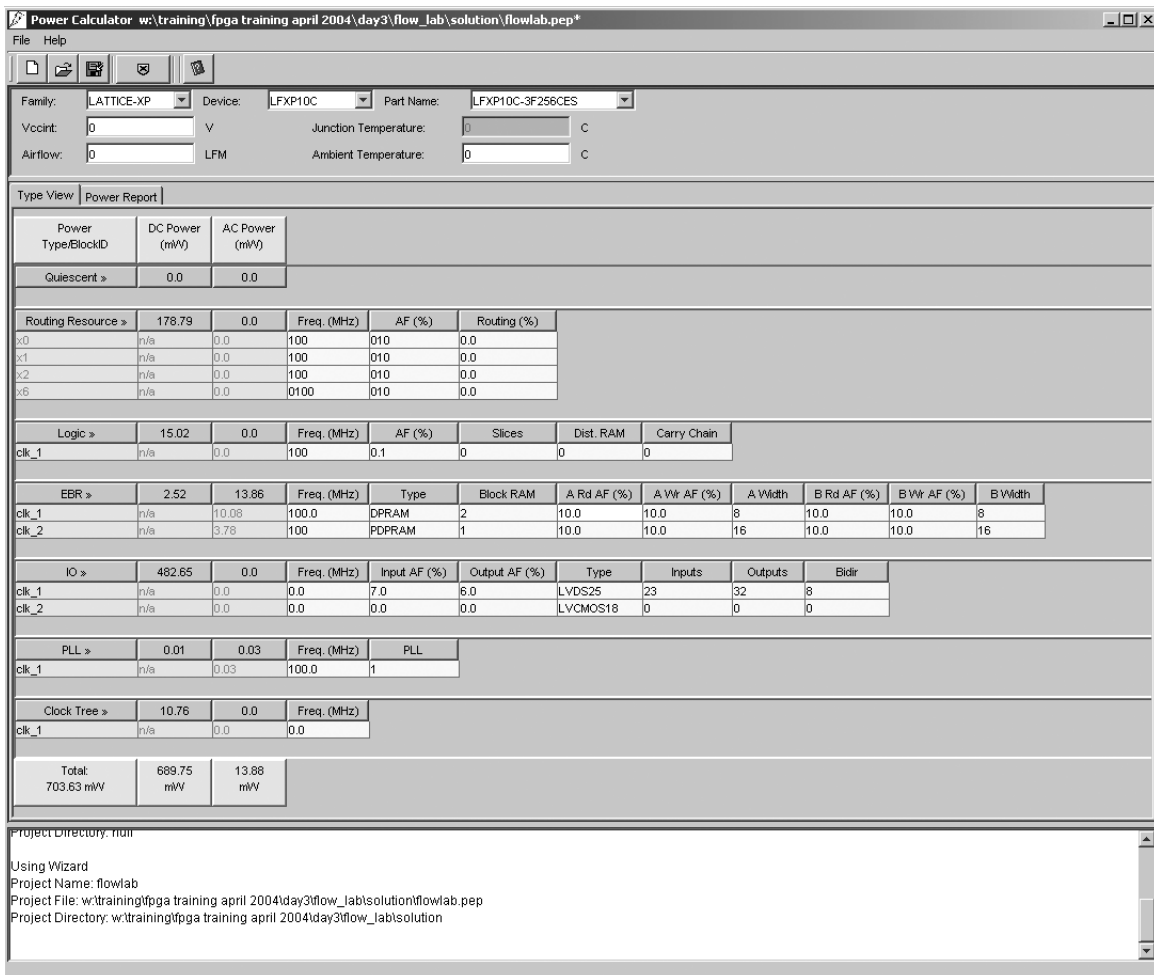 Power Calculator w:\training\fpga training april 2004\day3\flow_lab\solution\flowlab.pep*
File Help
Family: LATTICE-XP Device: LFXP10C Part Name: LFXP10C-3F256CES
Vccint: 0 V Junction Temperature: 0 C
Airflow: 0 LFM Ambient Temperature: 0 C
Type View Power Report
Power Type/BlockID DC Power (mW) AC Power (mW)
Quiescent » 0.0 0.0
Routing Resource » 178.79 0.0 Freq. (MHz) AF (%) Routing (%)
x0 n/a 0.0 100 010 0.0
x1 n/a 0.0 100 010 0.0
x2 n/a 0.0 100 010 0.0
x6 n/a 0.0 0100 010 0.0
Logic » 15.02 0.0 Freq. (MHz) AF (%) Slices Dist. RAM Carry Chain
clk_1 n/a 0.0 100 0.1 0 0 0
EBR » 2.52 13.86 Freq. (MHz) Type Block RAM A Rd AF (%) A Wr AF (%) A Width B Rd AF (%) B Wr AF (%) B Width
clk_1 n/a 10.08 100.0 DPRAM 2 10.0 10.0 8 10.0 10.0 8
clk_2 n/a 3.78 100 PDPRAM 1 10.0 10.0 16 10.0 10.0 16
IO » 482.65 0.0 Freq. (MHz) Input AF (%) Output AF (%) Type Inputs Outputs Bidir
clk_1 n/a 0.0 0.0 7.0 6.0 LVDS25 23 32 8
clk_2 n/a 0.0 0.0 0.0 0.0 LVCMOS18 0 0 0
PLL » 0.01 0.03 Freq. (MHz) PLL
clk_1 n/a 0.03 100.0 1
Clock Tree » 10.76 0.0 Freq. (MHz)
clk_1 n/a 0.0 0.0
Total: 703.63 mW 689.75 mW 13.88 mW
Project Directory: null
Using Wizard
Project Name: flowlab
Project File: w:\training\fpga training april 2004\day3\flow_lab\solution\flowlab.pep
Project Directory: w:\training\fpga training april 2004\day3\flow_lab\solution